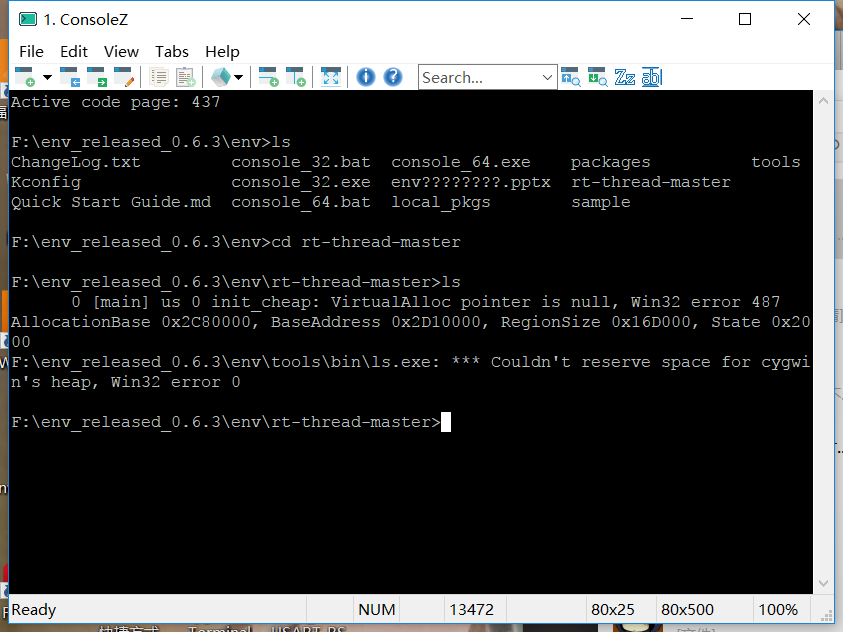 1. ConsoleZ
File Edit View Tabs Help
Search...
Active code page: 437
F:\env_released_0.6.3\env>ls
ChangeLog.txt console_32.bat console_64.exe packages tools
Kconfig console_32.exe env????????.pptx rt-thread-master
Quick Start Guide.md console_64.bat local_pkgs sample
F:\env_released_0.6.3\env>cd rt-thread-master
F:\env_released_0.6.3\env\rt-thread-master>ls
0 [main] us 0 init_cheap: VirtualAlloc pointer is null, Win32 error 487
AllocationBase 0x2C80000, BaseAddress 0x2D10000, RegionSize 0x16D000, State 0x20
00
F:\env_released_0.6.3\env\tools\bin\ls.exe: *** Couldn't reserve space for cygwi
n's heap, Win32 error 0
F:\env_released_0.6.3\env\rt-thread-master>
Ready NUM 13472 80x25 80x500 100%